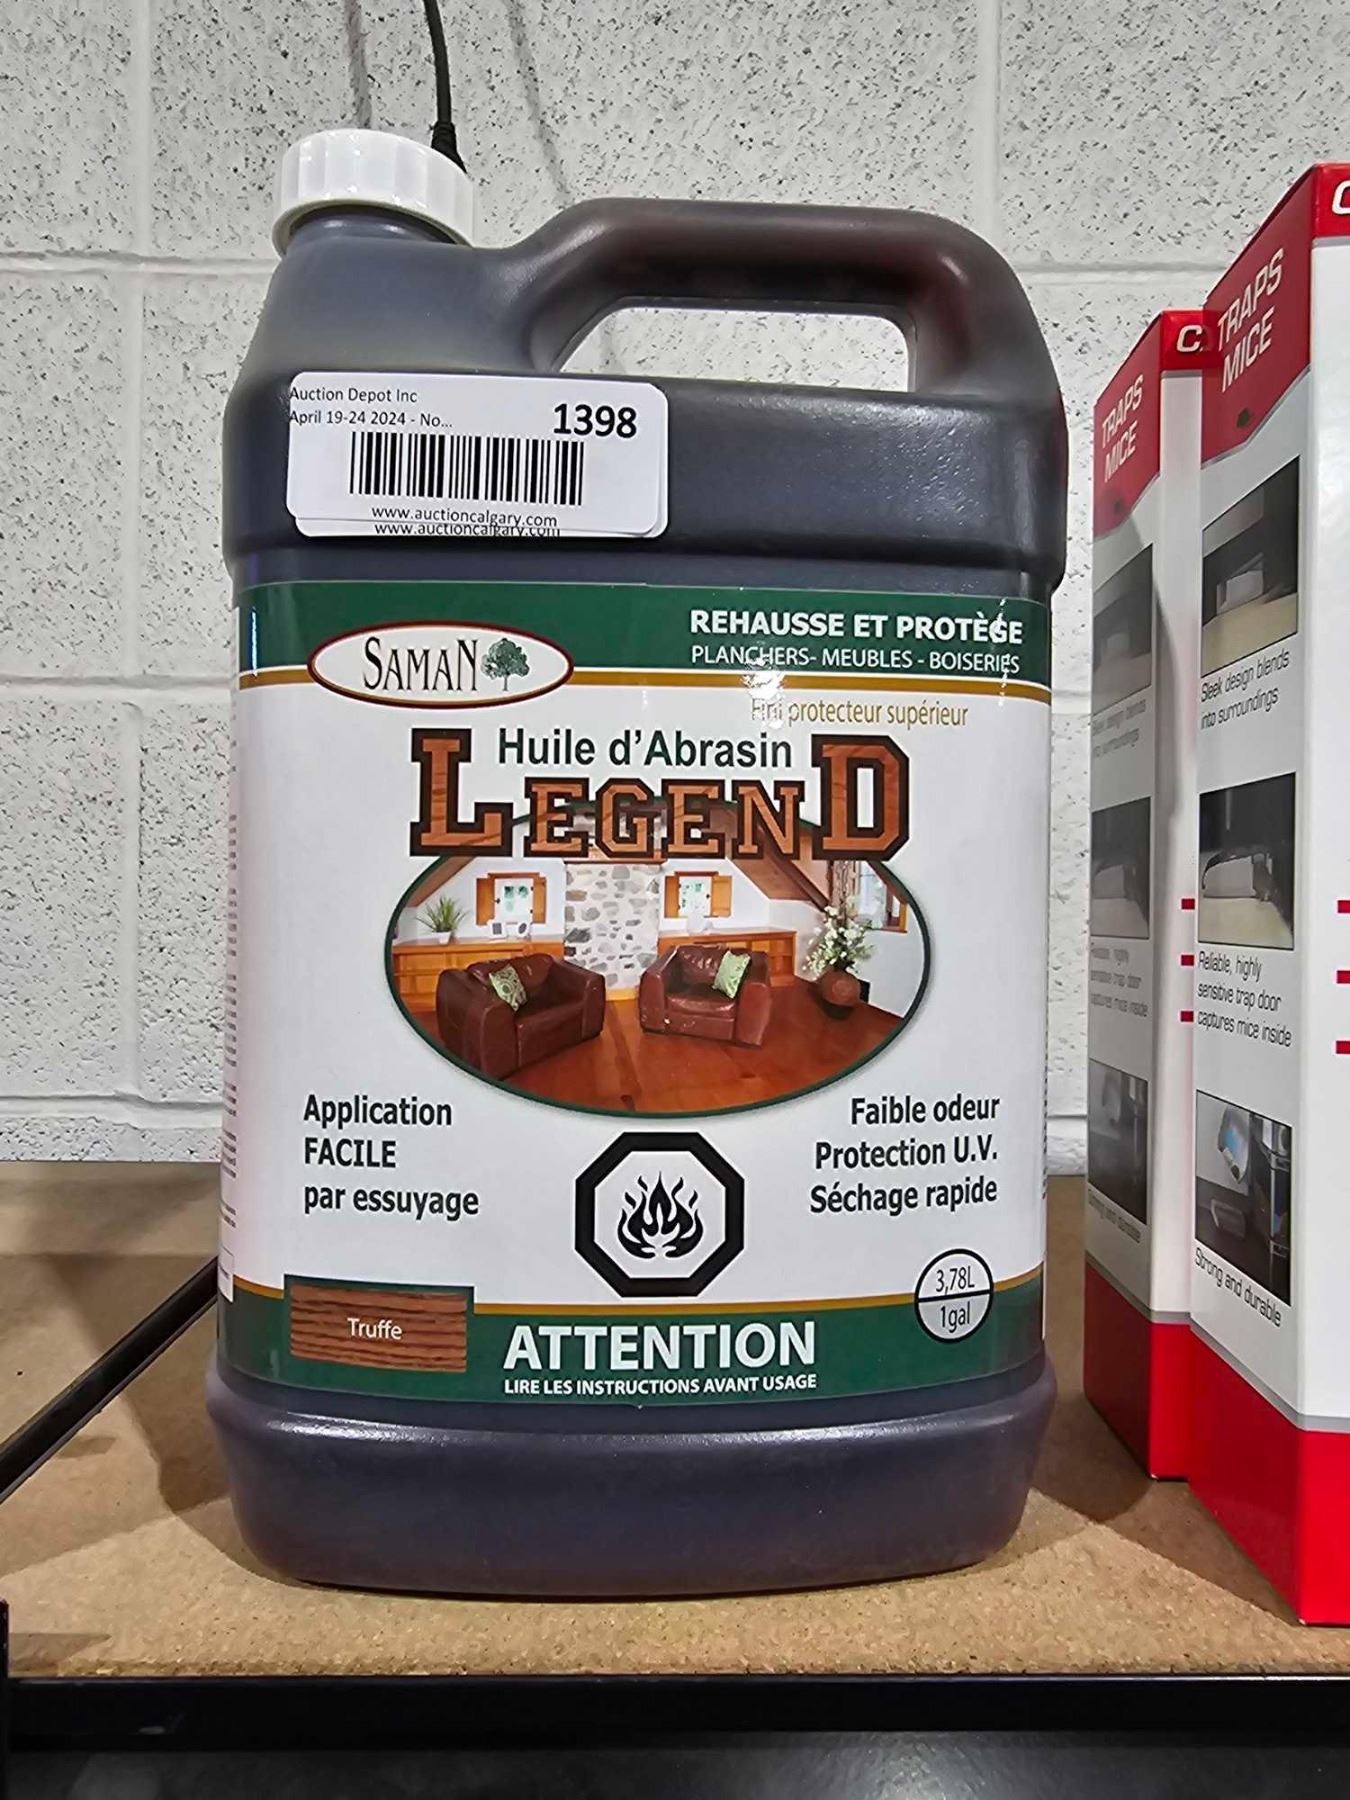 Auction Depot Inc
April 19-24 2024 - No...
1398
www.auctioncalgary.com
www.auctioncalgary.com
SAMAN
REHAUSSE ET PROTÈGE
PLANCHERS- MEUBLES - BOISERIES
Fini protecteur supérieur
Huile d'Abrasin
LEGEND
Application
FACILE
par essuyage
Faible odeur
Protection U.V.
Séchage rapide
3,78L
1gal
Truffe
ATTENTION
LIRE LES INSTRUCTIONS AVANT USAGE
TRAPS
MICE
TRAPS
MICE
Sleek design blends
into surroundings
Reliable, highly
sensitive trap door
captures mice inside
Strong and durable